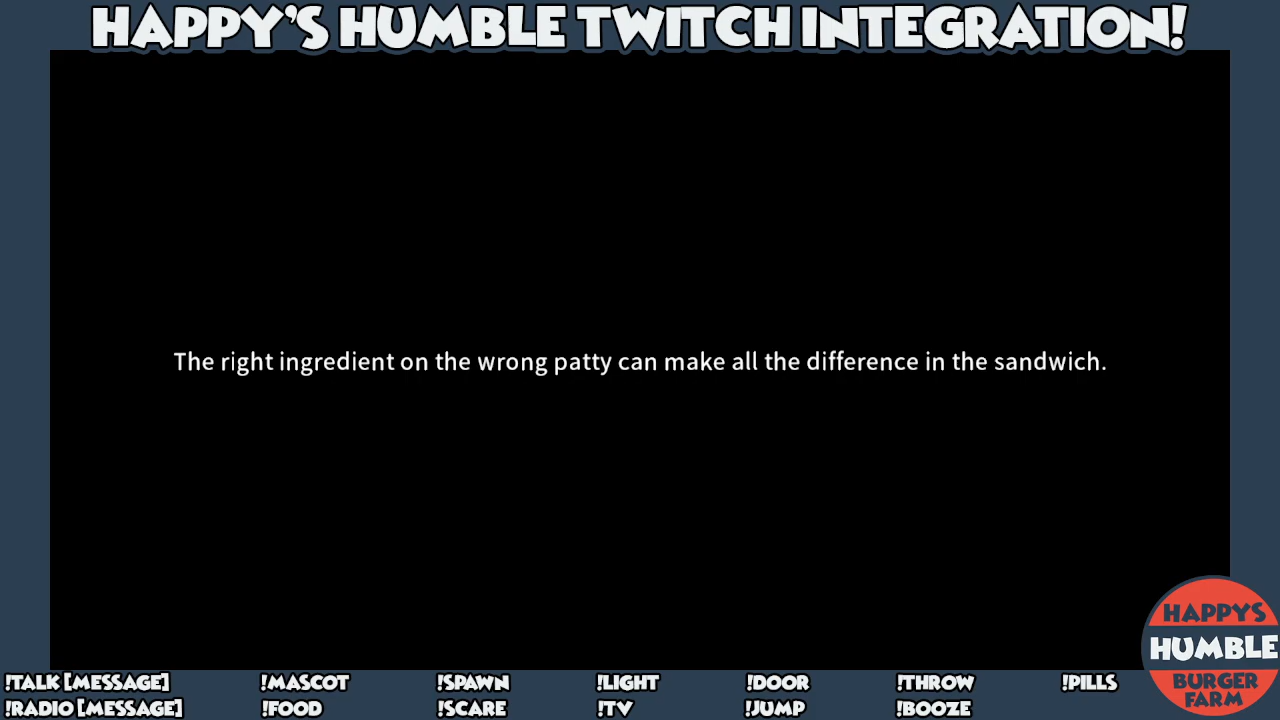 HAPPY'S HUMBLE TWITCH INTEGRATION!
The right ingredient on the wrong patty can make all the difference in the sandwich.
HAPPYS
HUMBLE
BURGER
FARM
!TALK [MESSAGE] !MASCOT !SPAWN !LIGHT !DOOR !THROW !PILLS
!RADIO [MESSAGE] !FOOD !SCARE !TV !JUMP !BOOZE